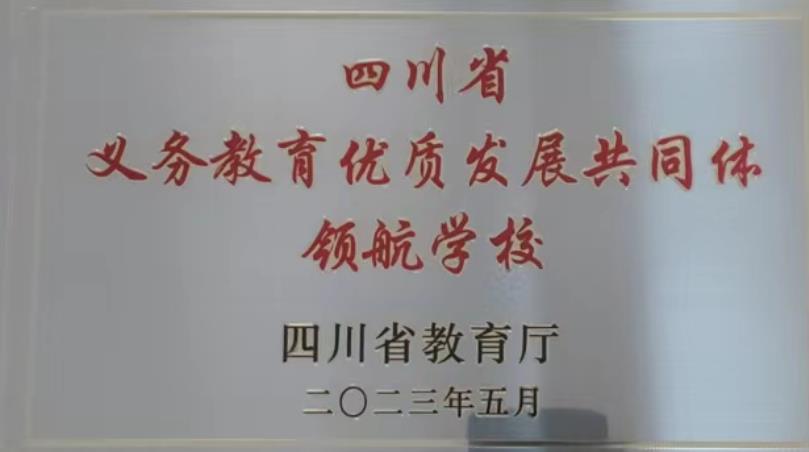 四川省
义务教育优质发展共同体
领航学校
四川省教育厅
二〇二三年五月